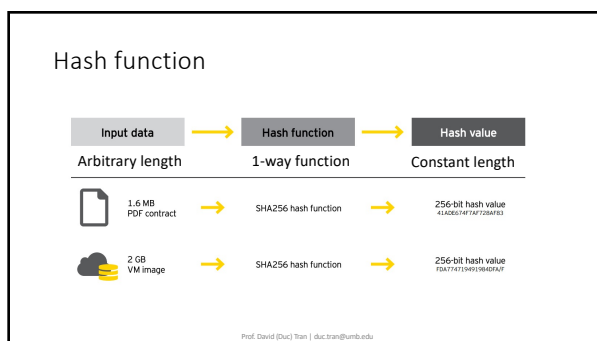 Hash function
Input data
Hash function
Hash value
Arbitrary length
1-way function
Constant length
1.6 MB
PDF contract
SHA256 hash function
256-bit hash value
41ADE674F7AF728AF83
2 GB
VM image
SHA256 hash function
256-bit hash value
FDA774719491984DFA/F
Prof. David (Duc) Tran | duc.tran@umb.edu